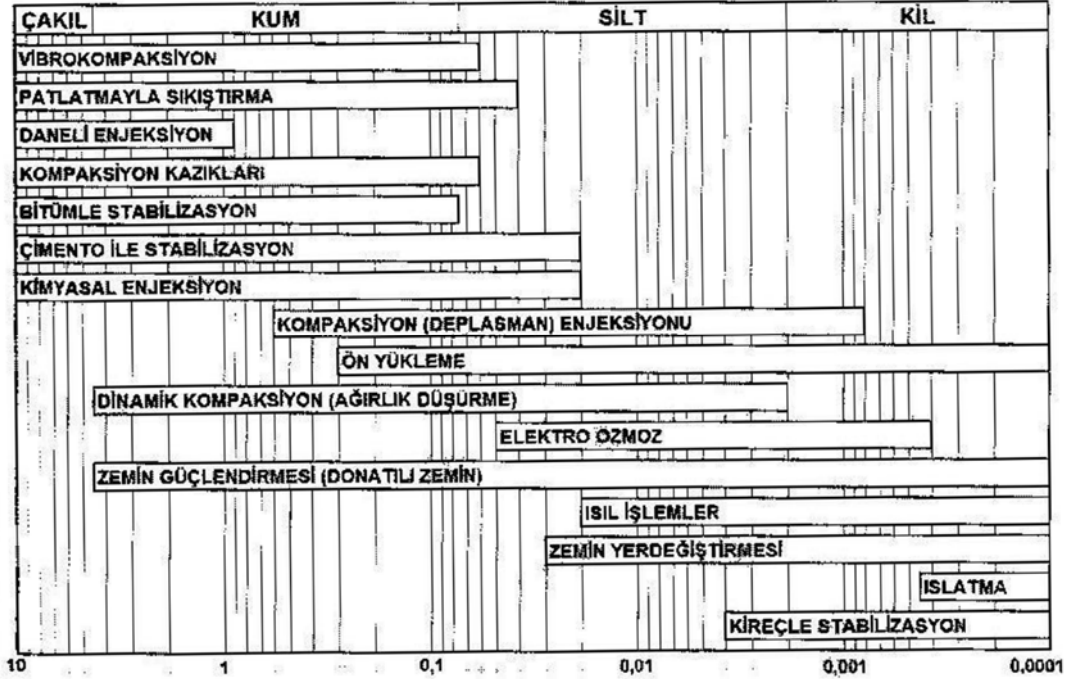 ÇAKIL KUM SİLT KİL
VİBROKOMPAKSİYON
PATLATMAYLA SIKIŞTIRMA
DANELİ ENJEKSİYON
KOMPAKSİYON KAZIKLARI
BİTÜMLE STABİLİZASYON
ÇİMENTO İLE STABİLİZASYON
KİMYASAL ENJEKSİYON
KOMPAKSİYON (DEPLASMAN) ENJEKSİYONU
ÖN YÜKLEME
DİNAMİK KOMPAKSİYON (AĞIRLIK DÜŞÜRME)
ELEKTRO ÖZMOZ
ZEMİN GÜÇLENDİRMESİ (DONATILI ZEMİN)
ISIL İŞLEMLER
ZEMİN YERDEĞİŞTİRMESİ
ISLATMA
KİREÇLE STABİLİZASYON
10 1 0,1 0,01 0,001 0,0001